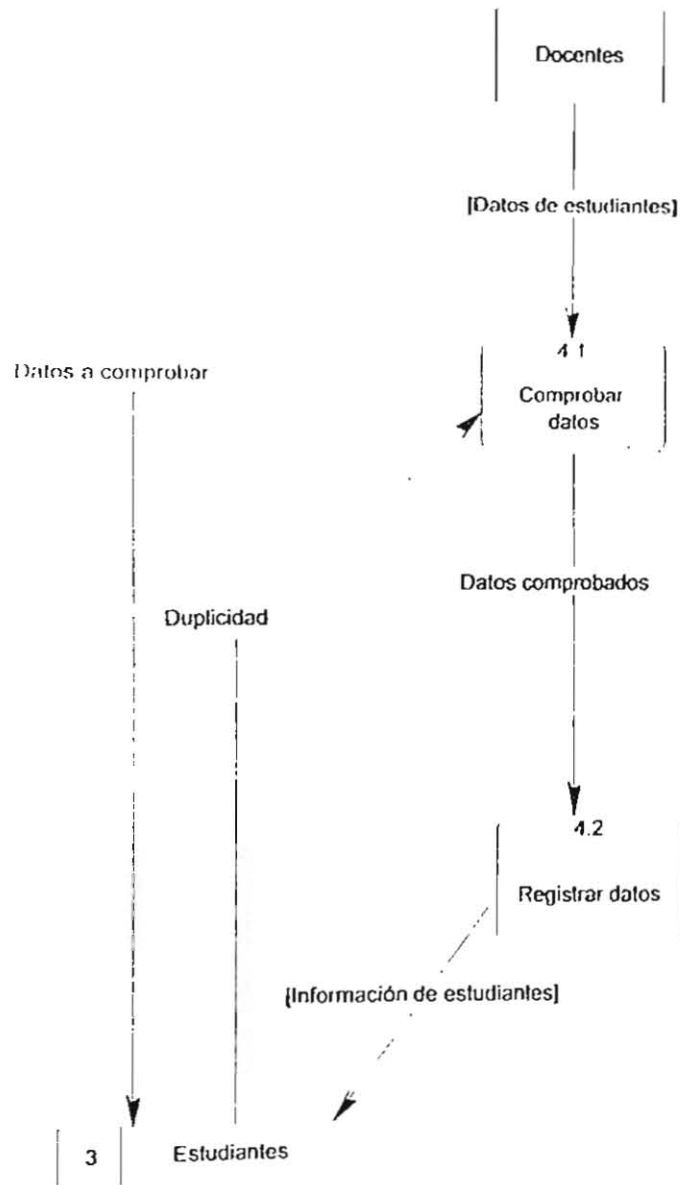 Docentes
[Datos de estudiantes]
4.1
Datos a comprobar
Comprobar
datos
Datos comprobados
Duplicidad
4.2
Registrar datos
[Información de estudiantes]
3
Estudiantes